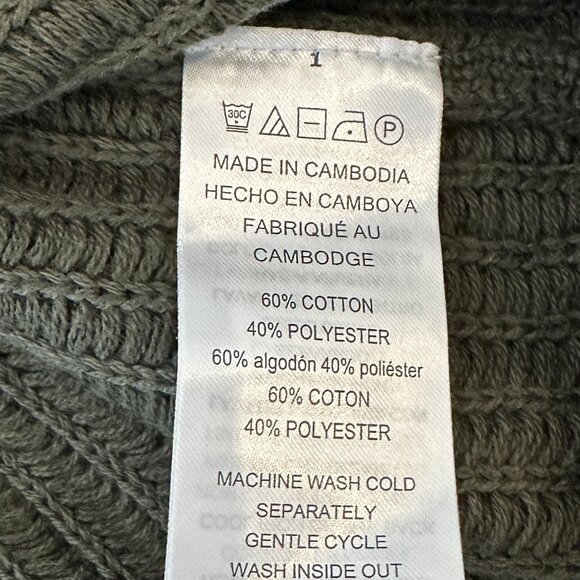 1
30C
P
MADE IN CAMBODIA
HECHO EN CAMBOYA
FABRIQUÉ AU
CAMBODGE
60% COTTON
40% POLYESTER
60% algodón 40% poliéster
60% COTON
40% POLYESTER
MACHINE WASH COLD
SEPARATELY
GENTLE CYCLE
WASH INSIDE OUT